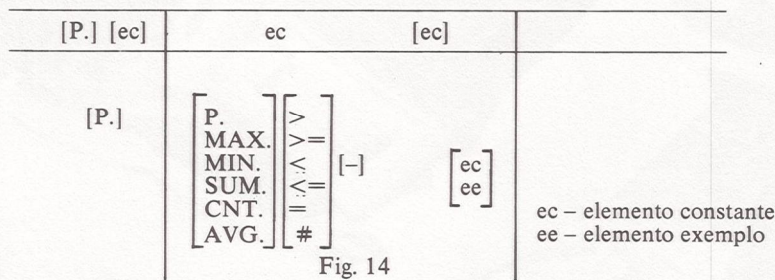 [P.] [ec] ec [ec]
[P.]
P. >
MAX. >=
MIN. < [–] ec
SUM. <= ee
CNT. =
AVG. #
ec – elemento constante
ee – elemento exemplo
Fig. 14